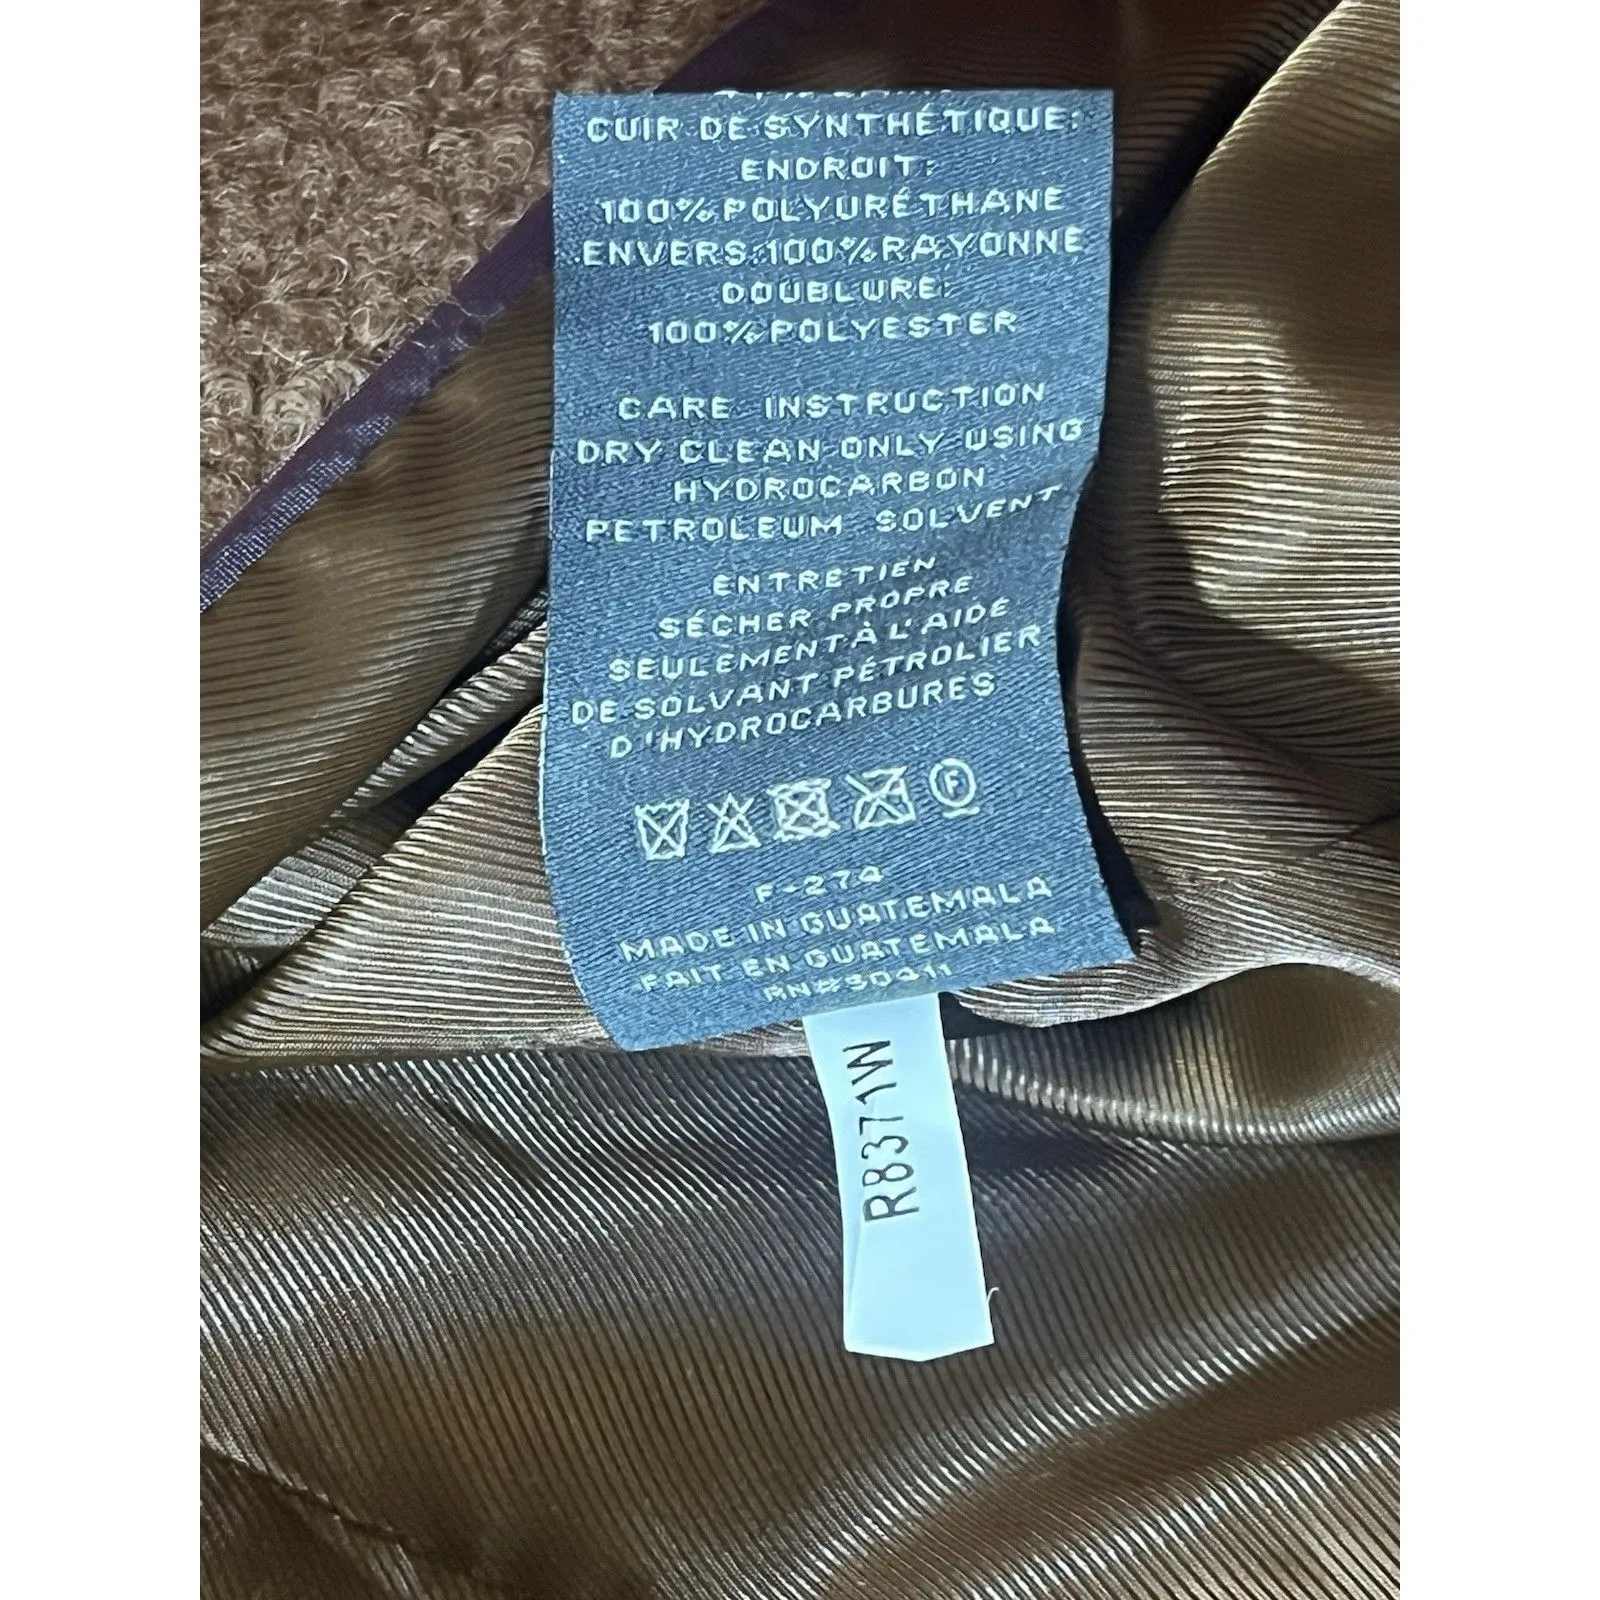 CUIR DE SYNTHÉTIQUE:
ENDROIT:
100% POLYURÉTHANE
ENVERS:100% RAYONNE
DOUBLURE:
100% POLYESTER
CARE INSTRUCTION
DRY CLEAN ONLY USING
HYDROCARBON
PETROLEUM SOLVENT
ENTRETIEN
SÉCHER PROPRE
SEULEMENT À L'AIDE
DE SOLVANT PÉTROLIER
D'HYDROCARBURES
F
F-274
MADE IN GUATEMALA
FAIT EN GUATEMALA
RN#90411
R8371W